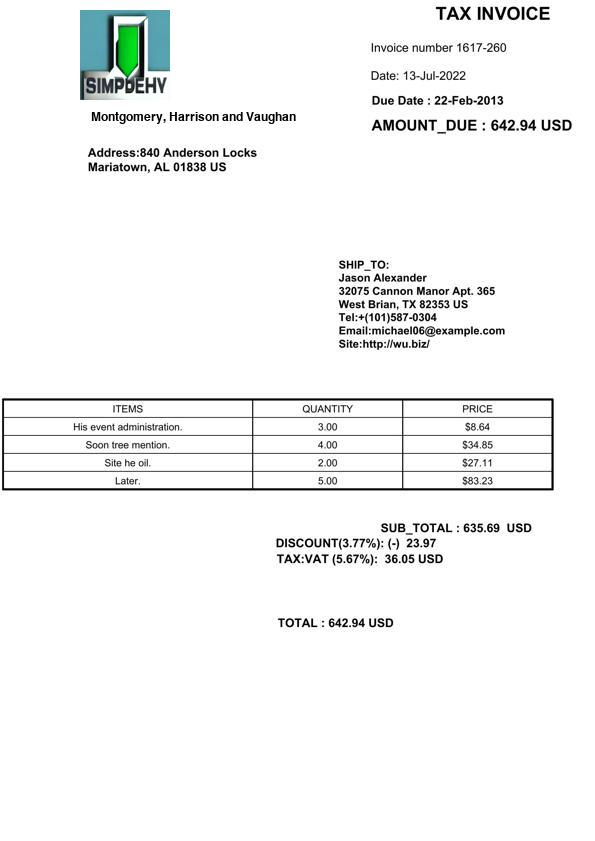 TAX INVOICE
SIMPDEHY
Invoice number 1617-260
Date: 13-Jul-2022
Due Date : 22-Feb-2013
Montgomery, Harrison and Vaughan
AMOUNT_DUE : 642.94 USD
Address:840 Anderson Locks
Mariatown, AL 01838 US
SHIP_TO:
Jason Alexander
32075 Cannon Manor Apt. 365
West Brian, TX 82353 US
Tel:+(101)587-0304
Email:michael06@example.com
Site:http://wu.biz/
ITEMS QUANTITY PRICE
His event administration. 3.00 $8.64
Soon tree mention. 4.00 $34.85
Site he oil. 2.00 $27.11
Later. 5.00 $83.23
SUB_TOTAL : 635.69 USD
DISCOUNT(3.77%): (-) 23.97
TAX:VAT (5.67%): 36.05 USD
TOTAL : 642.94 USD